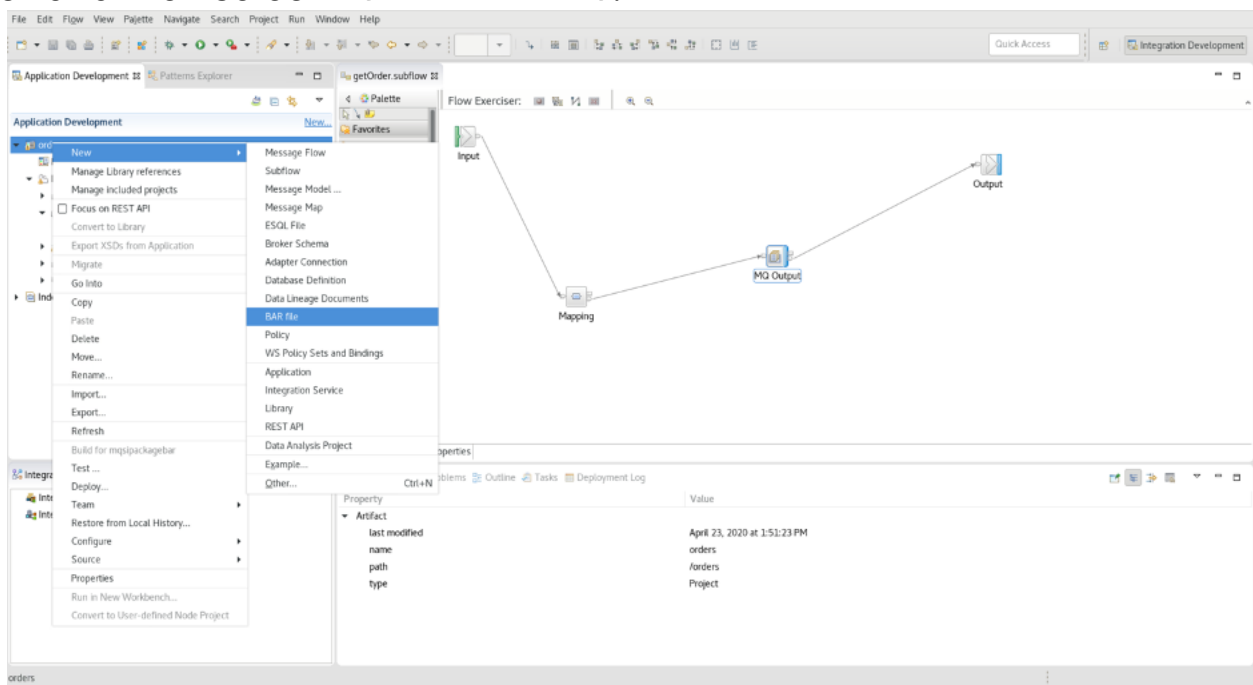 File Edit Flow View Palette Navigate Search Project Run Window Help
Quick Access
Integration Development
Application Development
Patterns Explorer
getOrder.subflow
Palette
Flow Exerciser:
Application Development
New...
Favorites
New
Manage Library references
Manage included projects
Focus on REST API
Convert to Library
Export XSDs from Application
Migrate
Go Into
Copy
Paste
Delete
Move...
Rename...
Import...
Export...
Refresh
Build for mqsipackagebar
Test ...
Deploy...
Team
Restore from Local History...
Configure
Source
Properties
Run in New Workbench...
Convert to User-defined Node Project
Message Flow
Subflow
Message Model ...
Message Map
ESQL File
Broker Schema
Adapter Connection
Database Definition
Data Lineage Documents
BAR file
Policy
WS Policy Sets and Bindings
Application
Integration Service
Library
REST API
Data Analysis Project
Example...
Other... Ctrl+N
Input
Mapping
MQ Output
Output
Outline
Tasks
Deployment Log
Property Value
Artifact
last modified April 23, 2020 at 1:51:23 PM
name orders
path /orders
type Project
orders